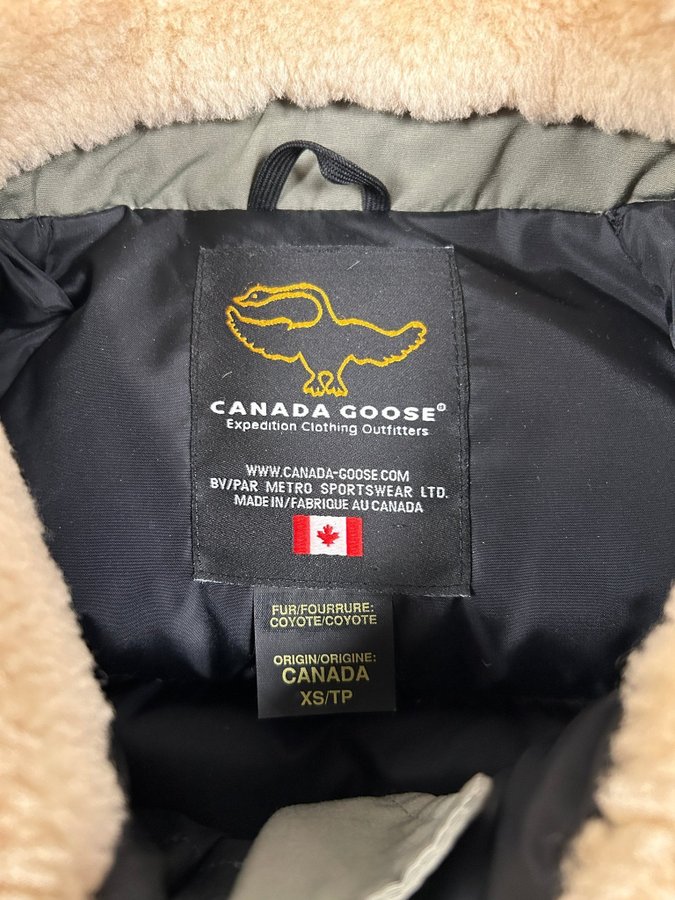 CANADA GOOSE®
Expedition Clothing Outfitters
WWW.CANADA-GOOSE.COM
BY/PAR METRO SPORTSWEAR LTD.
MADE IN/FABRIQUE AU CANADA
FUR/FOURRURE:
COYOTE/COYOTE
ORIGIN/ORIGINE:
CANADA
XS/TP